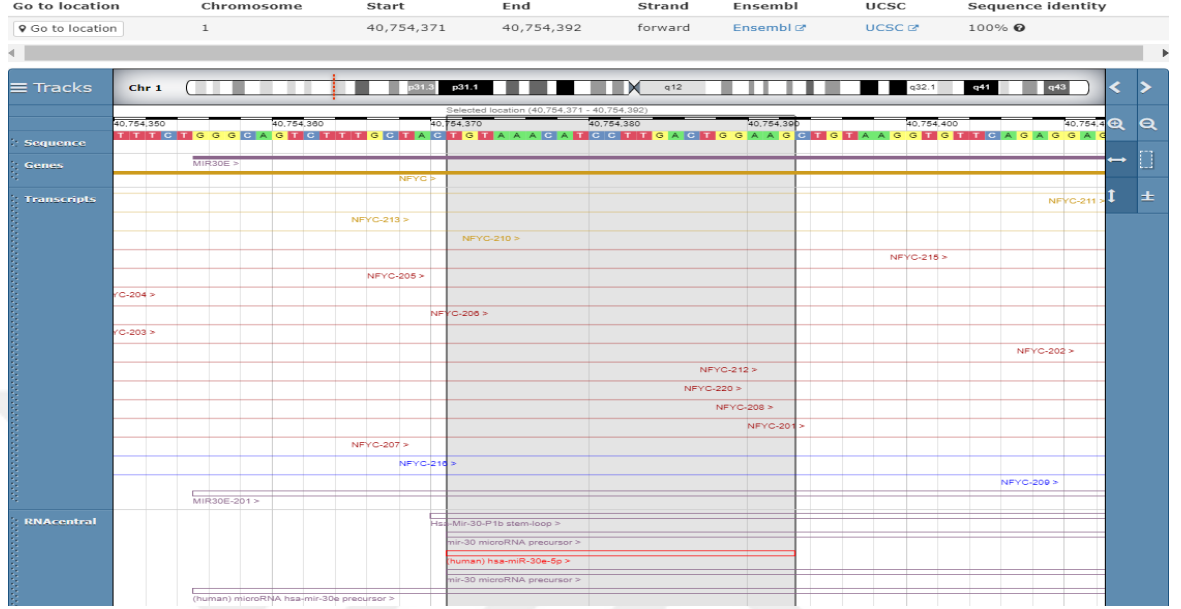 Go to location Chromosome Start End Strand Ensembl UCSC Sequence identity
Go to location 1 40,754,371 40,754,392 forward Ensembl UCSC 100%
Tracks Chr 1 p31.3 p31.1 q12 q32.1 q41 q43
Selected location (40,754,371 - 40,754,392)
40,754,350 40,754,360 40,754,370 40,754,380 40,754,390 40,754,400 40,754,4
Sequence T T T C T G G G C A G T C T T T G C T A C T G T A A A C A T C C T T G A C T G G A A G C T G T A A G G T G T T C A G A G G A G
Genes MIR30E >
NFYC >
Transcripts NFYC-211 >
NFYC-213 >
NFYC-210 >
NFYC-215 >
NFYC-205 >
YC-204 >
NFYC-206 >
YC-203 >
NFYC-202 >
NFYC-212 >
NFYC-220 >
NFYC-208 >
NFYC-201 >
NFYC-207 >
NFYC-216 >
NFYC-209 >
MIR30E-201 >
RNAcentral
Hsa-Mir-30-P1b stem-loop >
mir-30 microRNA precursor >
(human) hsa-miR-30e-5p >
mir-30 microRNA precursor >
(human) microRNA hsa-mir-30e precursor >